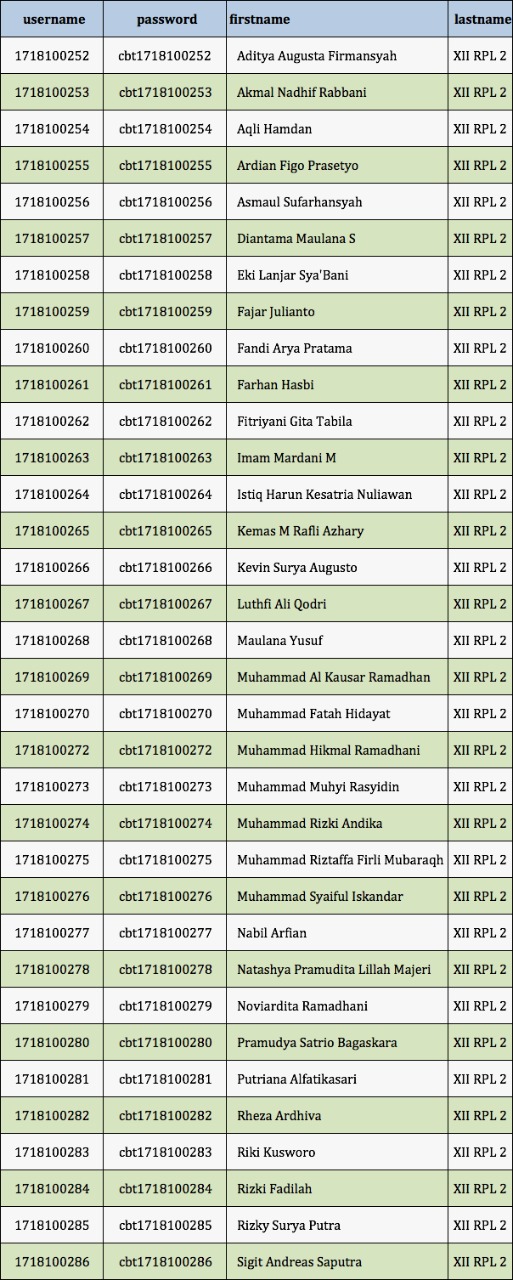 username password firstname lastname
1718100252 cbt1718100252 Aditya Augusta Firmansyah XII RPL 2
1718100253 cbt1718100253 Akmal Nadhif Rabbani XII RPL 2
1718100254 cbt1718100254 Aqli Hamdan XII RPL 2
1718100255 cbt1718100255 Ardian Figo Prasetyo XII RPL 2
1718100256 cbt1718100256 Asmaul Sufarhansyah XII RPL 2
1718100257 cbt1718100257 Diantama Maulana S XII RPL 2
1718100258 cbt1718100258 Eki Lanjar Sya'Bani XII RPL 2
1718100259 cbt1718100259 Fajar Julianto XII RPL 2
1718100260 cbt1718100260 Fandi Arya Pratama XII RPL 2
1718100261 cbt1718100261 Farhan Hasbi XII RPL 2
1718100262 cbt1718100262 Fitriyani Gita Tabila XII RPL 2
1718100263 cbt1718100263 Imam Mardani M XII RPL 2
1718100264 cbt1718100264 Istiq Harun Kesatria Nuliawan XII RPL 2
1718100265 cbt1718100265 Kemas M Rafli Azhary XII RPL 2
1718100266 cbt1718100266 Kevin Surya Augusto XII RPL 2
1718100267 cbt1718100267 Luthfi Ali Qodri XII RPL 2
1718100268 cbt1718100268 Maulana Yusuf XII RPL 2
1718100269 cbt1718100269 Muhammad Al Kausar Ramadhan XII RPL 2
1718100270 cbt1718100270 Muhammad Fatah Hidayat XII RPL 2
1718100272 cbt1718100272 Muhammad Hikmal Ramadhani XII RPL 2
1718100273 cbt1718100273 Muhammad Muhyi Rasyidin XII RPL 2
1718100274 cbt1718100274 Muhammad Rizki Andika XII RPL 2
1718100275 cbt1718100275 Muhammad Riztaffa Firli Mubaraqh XII RPL 2
1718100276 cbt1718100276 Muhammad Syaiful Iskandar XII RPL 2
1718100277 cbt1718100277 Nabil Arfian XII RPL 2
1718100278 cbt1718100278 Natashya Pramudita Lillah Majeri XII RPL 2
1718100279 cbt1718100279 Noviardita Ramadhani XII RPL 2
1718100280 cbt1718100280 Pramudya Satrio Bagaskara XII RPL 2
1718100281 cbt1718100281 Putriana Alfatikasari XII RPL 2
1718100282 cbt1718100282 Rheza Ardhiva XII RPL 2
1718100283 cbt1718100283 Riki Kusworo XII RPL 2
1718100284 cbt1718100284 Rizki Fadilah XII RPL 2
1718100285 cbt1718100285 Rizky Surya Putra XII RPL 2
1718100286 cbt1718100286 Sigit Andreas Saputra XII RPL 2